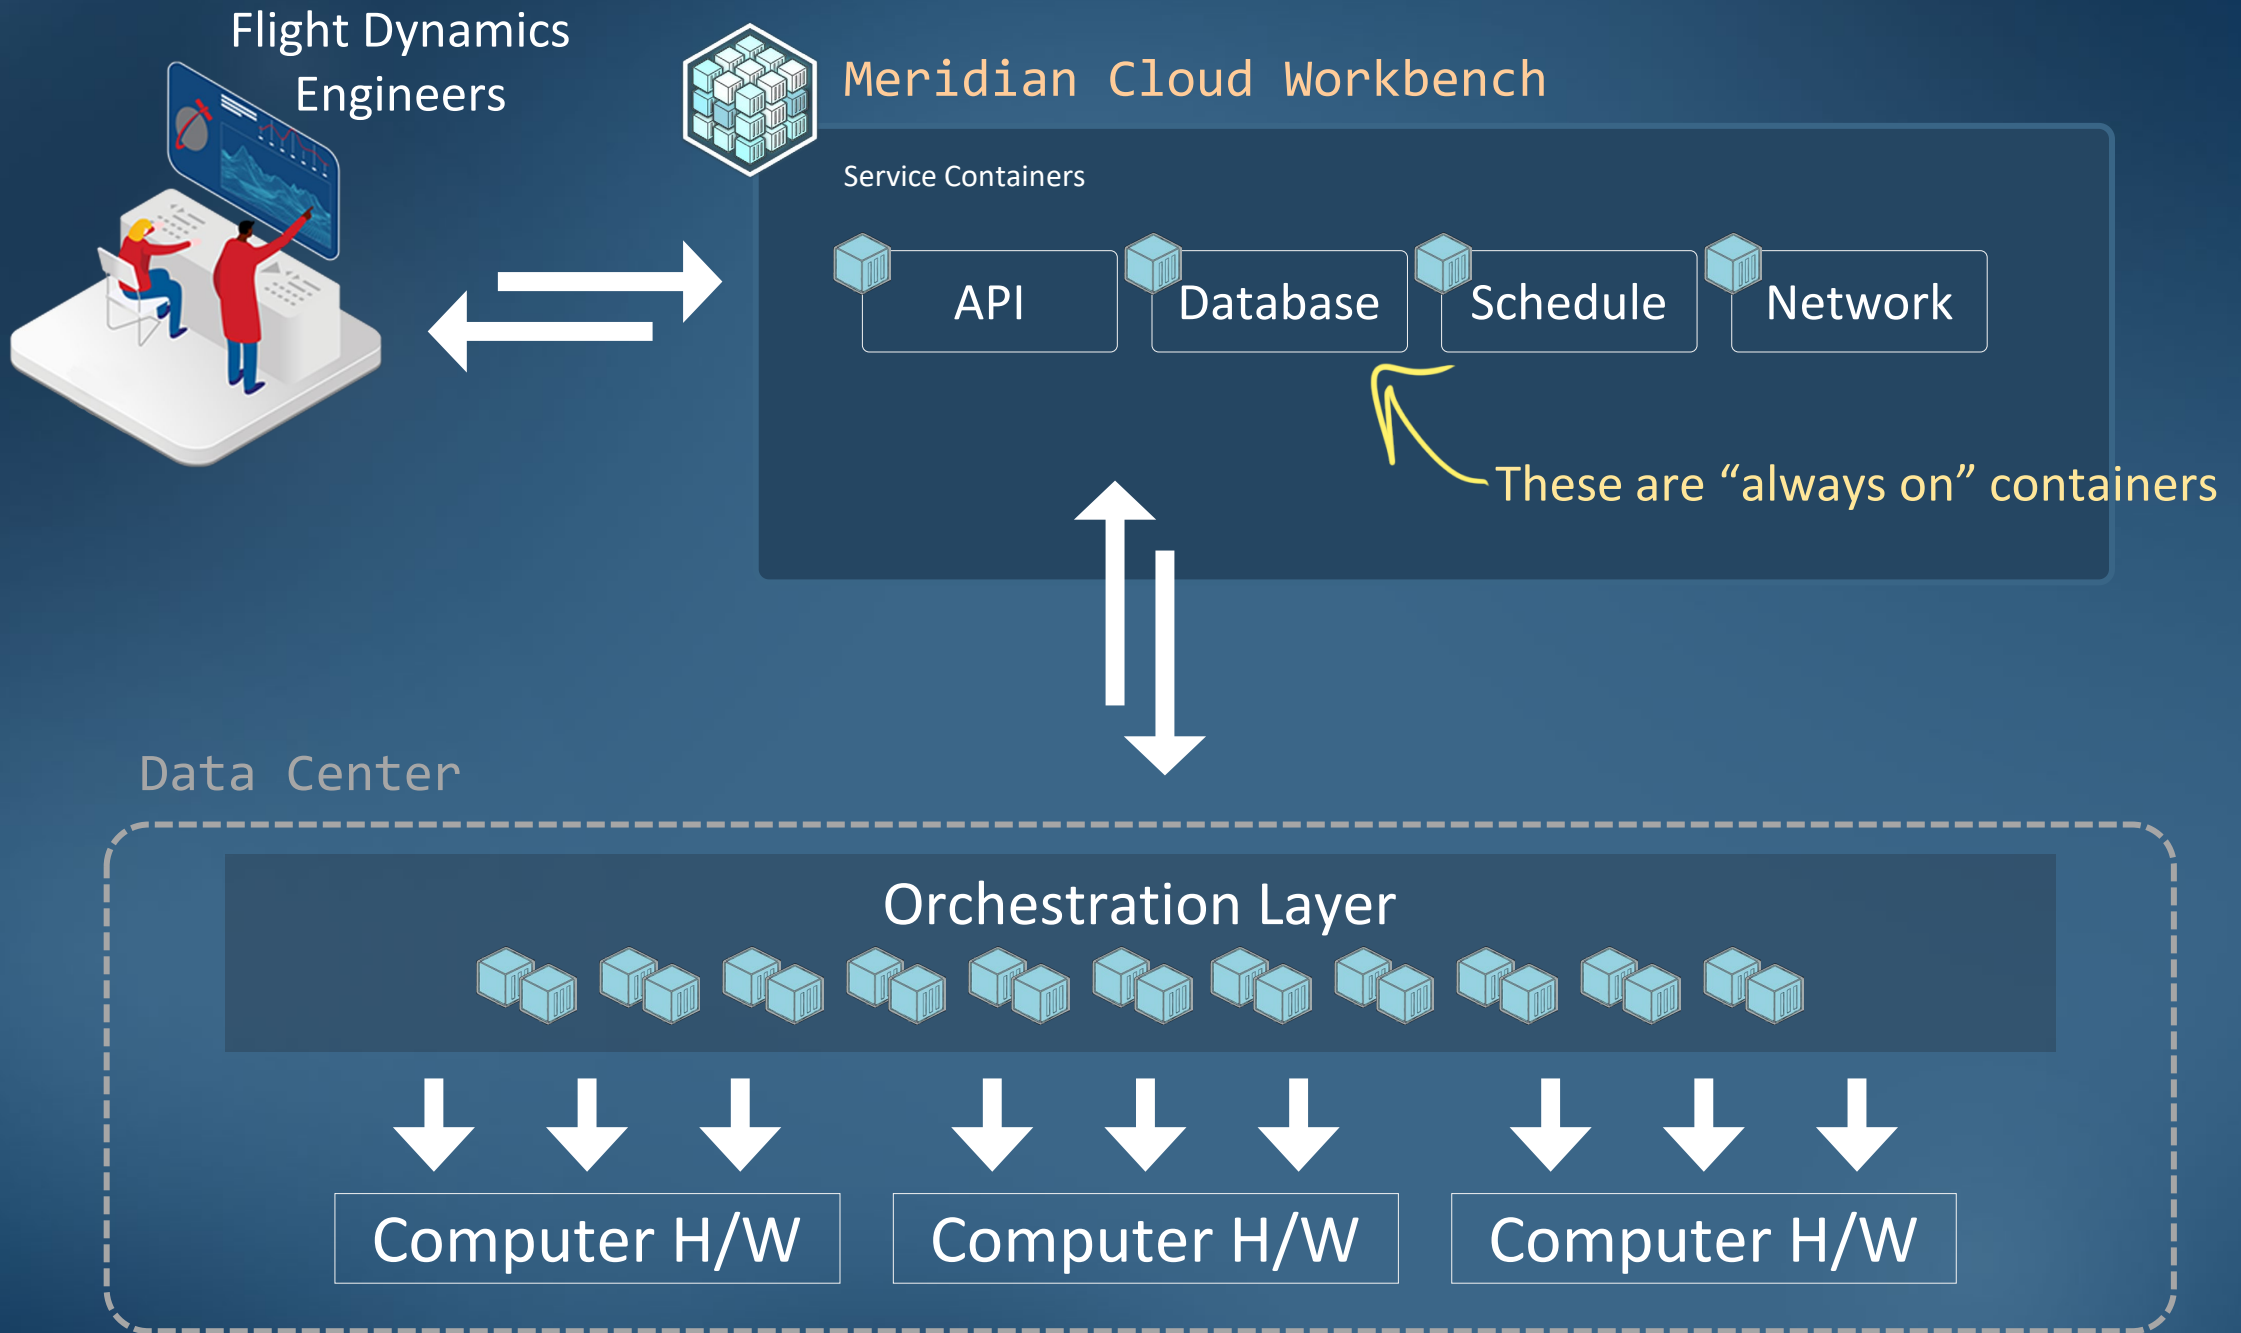 Flight Dynamics
Engineers
Meridian Cloud Workbench
Service Containers
API
Database
Schedule
Network
These are “always on” containers
Data Center
Orchestration Layer
Computer H/W
Computer H/W
Computer H/W